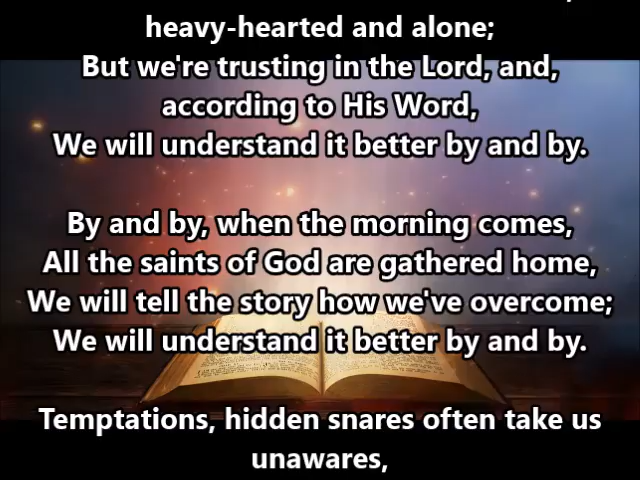 heavy-hearted and alone;
But we're trusting in the Lord, and,
according to His Word,
We will understand it better by and by.
By and by, when the morning comes,
All the saints of God are gathered home,
We will tell the story how we've overcome;
We will understand it better by and by.
Temptations, hidden snares often take us
unawares,